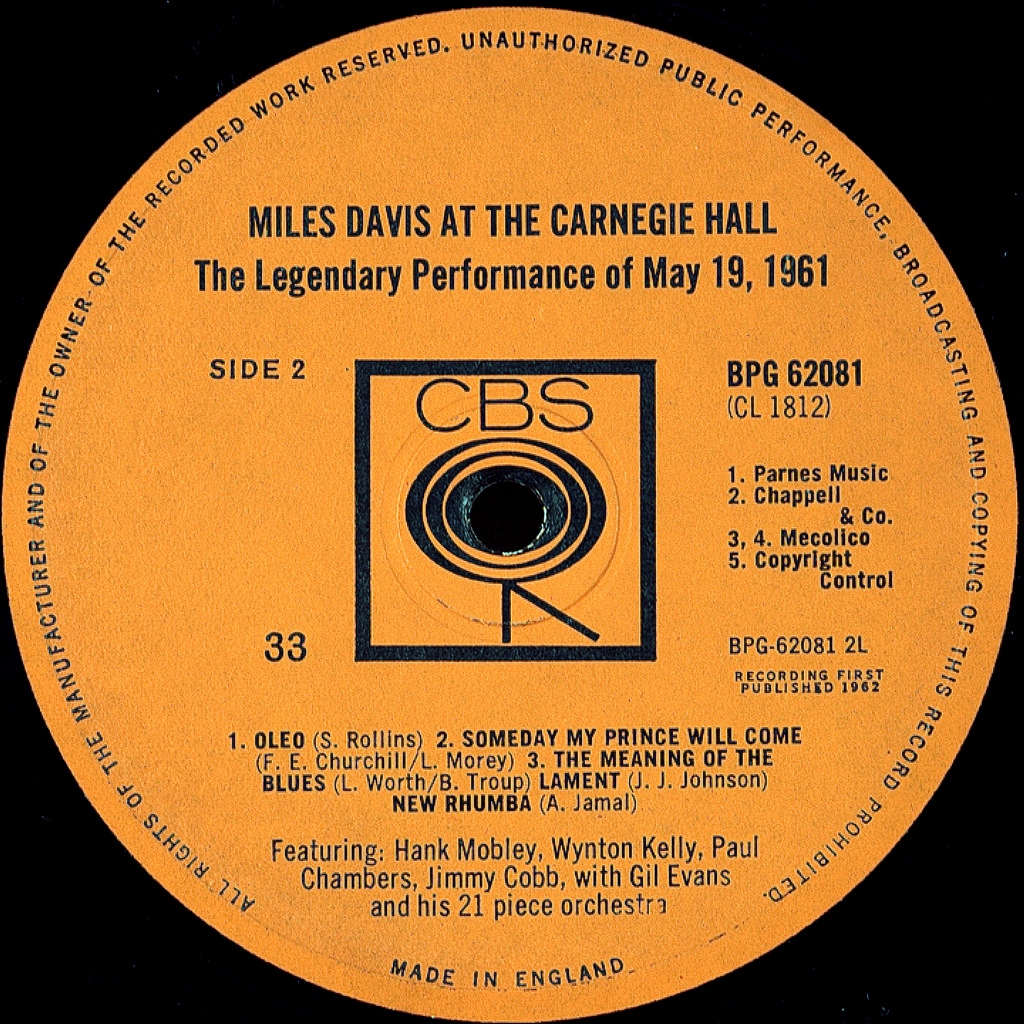 ALL RIGHTS OF THE MANUFACTURER AND OF THE OWNER OF THE RECORDED WORK RESERVED. UNAUTHORIZED PUBLIC PERFORMANCE, BROADCASTING AND COPYING OF THIS RECORD PROHIBITED.
MILES DAVIS AT THE CARNEGIE HALL
The Legendary Performance of May 19, 1961
SIDE 2
CBS
BPG 62081
(CL 1812)
1. Parnes Music
2. Chappell
& Co.
3, 4. Mecolico
5. Copyright
Control
33
BPG-62081 2L
RECORDING FIRST
PUBLISHED 1962
1. OLEO (S. Rollins) 2. SOMEDAY MY PRINCE WILL COME
(F. E. Churchill/L. Morey) 3. THE MEANING OF THE
BLUES (L. Worth/B. Troup) LAMENT (J. J. Johnson)
NEW RHUMBA (A. Jamal)
Featuring: Hank Mobley, Wynton Kelly, Paul
Chambers, Jimmy Cobb, with Gil Evans
and his 21 piece orchestra
MADE IN ENGLAND